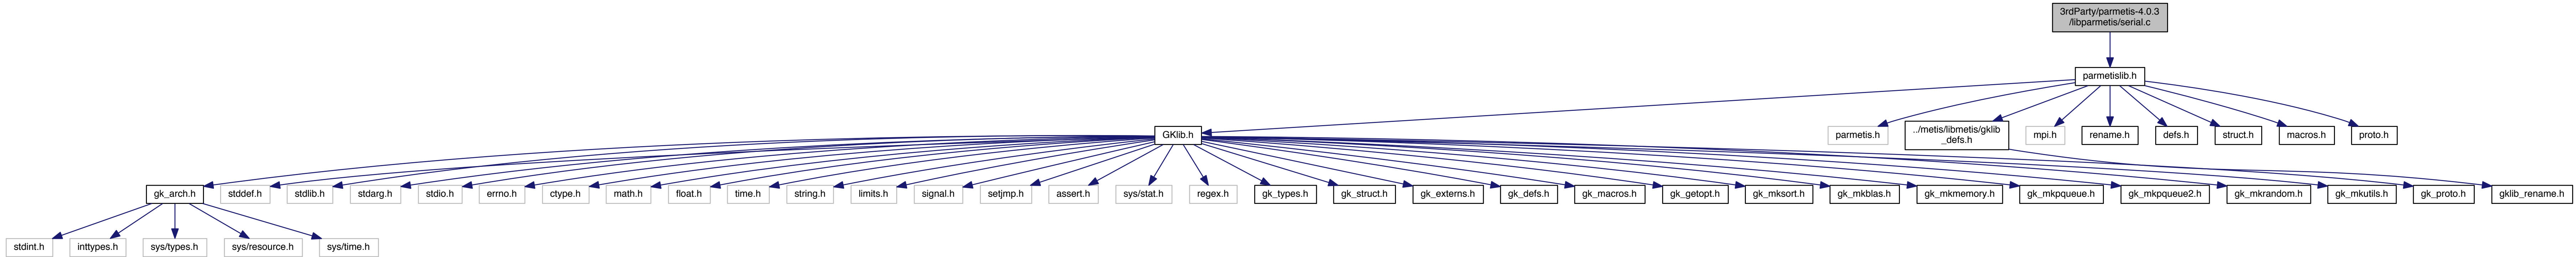 3rdParty/parmetis-4.0.3
/libparmetis/serial.c
parmetislib.h
GKlib.h
parmetis.h
../metis/libmetis/gklib
_defs.h
mpi.h
rename.h
defs.h
struct.h
macros.h
proto.h
gk_arch.h
stddef.h
stdlib.h
stdarg.h
stdio.h
errno.h
ctype.h
math.h
float.h
time.h
string.h
limits.h
signal.h
setjmp.h
assert.h
sys/stat.h
regex.h
gk_types.h
gk_struct.h
gk_externs.h
gk_defs.h
gk_macros.h
gk_getopt.h
gk_mksort.h
gk_mkblas.h
gk_mkmemory.h
gk_mkpqueue.h
gk_mkpqueue2.h
gk_mkrandom.h
gk_mkutils.h
gk_proto.h
gklib_rename.h
stdint.h
inttypes.h
sys/types.h
sys/resource.h
sys/time.h